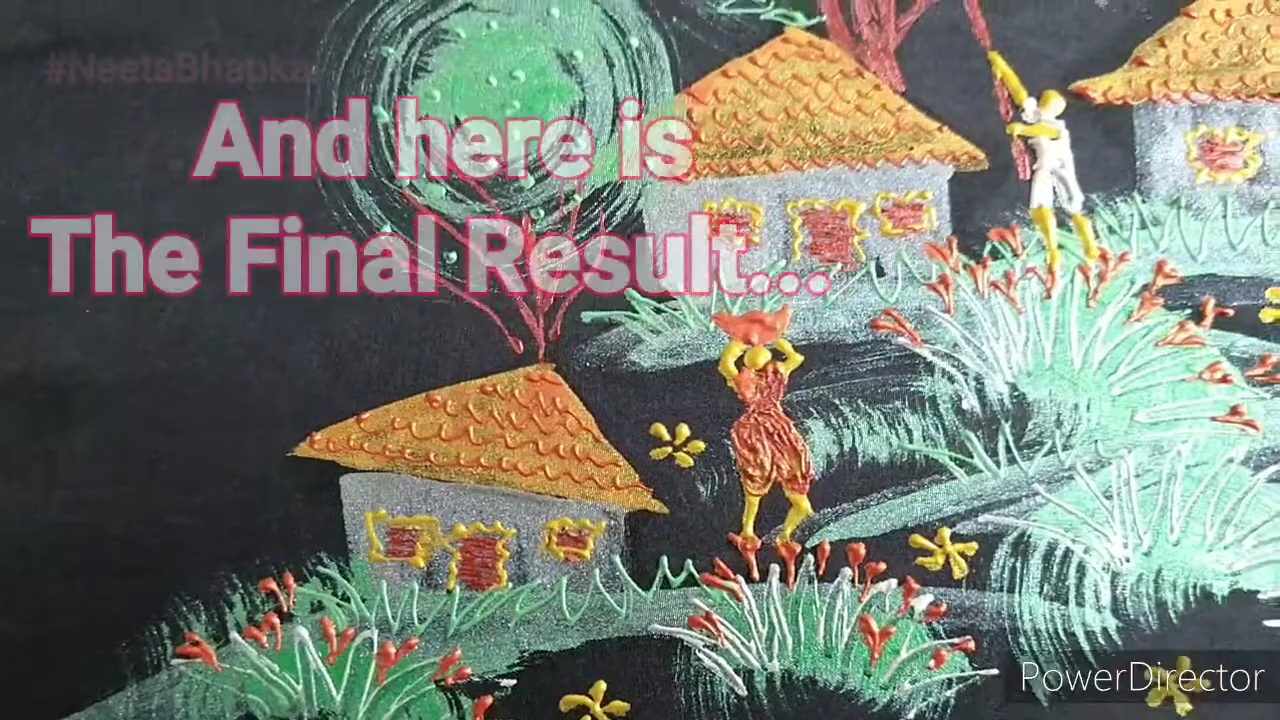 #NeetaBhapka
And here is
The Final Result...
PowerDirector